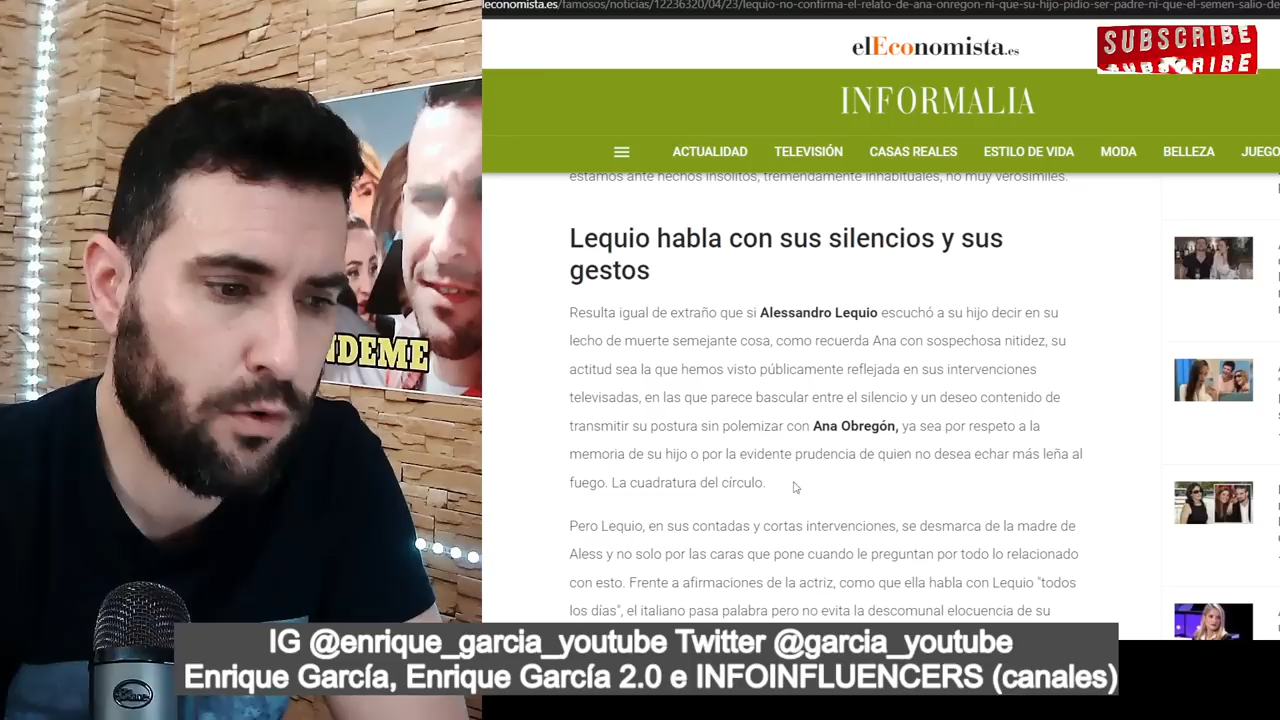 economista.es/famosos/noticias/12236320/04/23/lequio-no-confirma-el-relato-de-ana-onregon-ni-que-su-hijo-pidio-ser-padre-ni-que-el-semen-salio-de
elEconomista.es
SUBSCRIBE
SUBSCRIBE
INFORMALIA
ACTUALIDAD TELEVISIÓN CASAS REALES ESTILO DE VIDA MODA BELLEZA JUEGO
estamos ante hechos insólitos, tremendamente inhabituales, no muy verosímiles.
Lequio habla con sus silencios y sus
gestos
Resulta igual de extraño que si Alessandro Lequio escuchó a su hijo decir en su
lecho de muerte semejante cosa, como recuerda Ana con sospechosa nitidez, su
actitud sea la que hemos visto públicamente reflejada en sus intervenciones
televisadas, en las que parece bascular entre el silencio y un deseo contenido de
transmitir su postura sin polemizar con Ana Obregón, ya sea por respeto a la
memoria de su hijo o por la evidente prudencia de quien no desea echar más leña al
fuego. La cuadratura del círculo.
Pero Lequio, en sus contadas y cortas intervenciones, se desmarca de la madre de
Aless y no solo por las caras que pone cuando le preguntan por todo lo relacionado
con esto. Frente a afirmaciones de la actriz, como que ella habla con Lequio "todos
los días", el italiano pasa palabra pero no evita la descomunal elocuencia de su
NDEME
IG @enrique_garcia_youtube Twitter @garcia_youtube
Enrique García, Enrique García 2.0 e INFOINFLUENCERS (canales)